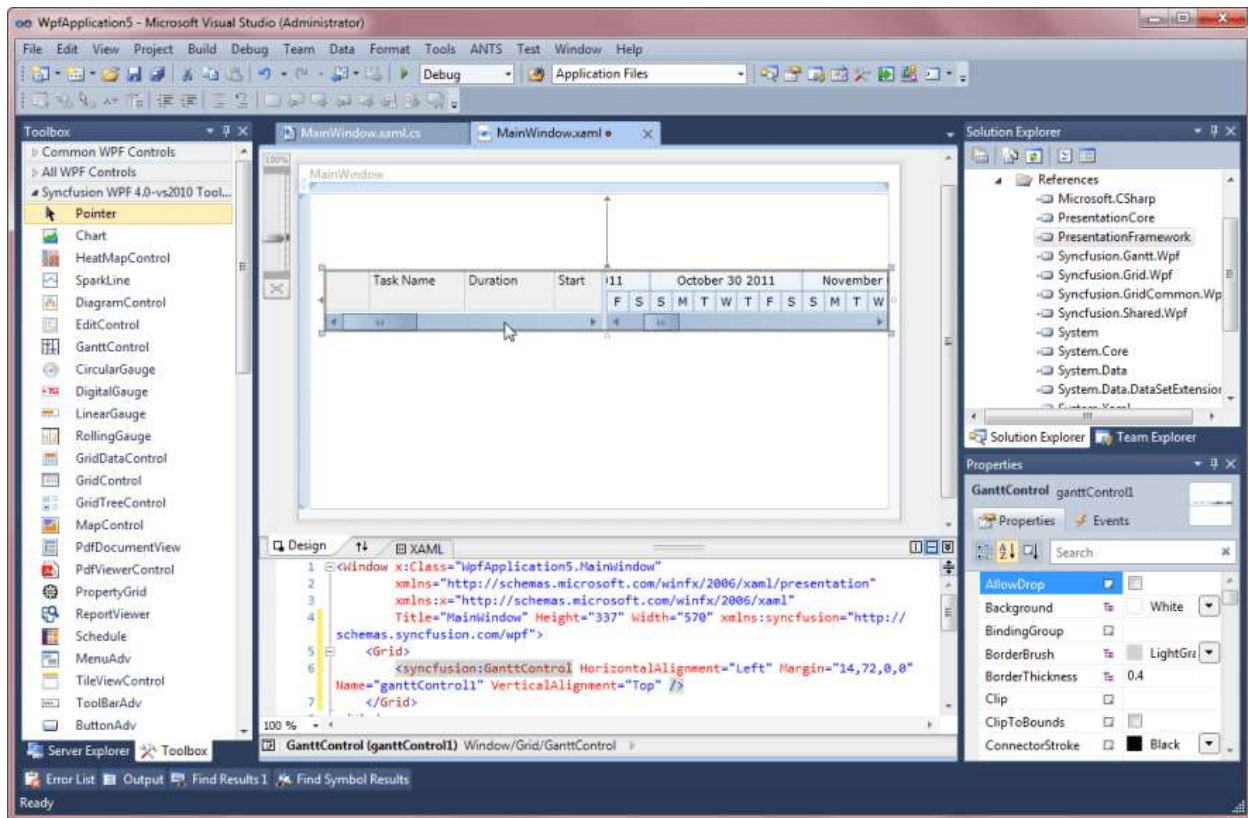 WpfApplication5 - Microsoft Visual Studio (Administrator)
File Edit View Project Build Debug Team Data Format Tools ANTS Test Window Help
Debug Application Files
Toolbox
Common WPF Controls
All WPF Controls
Syncfusion WPF 4.0-vs2010 Tool...
Pointer
Chart
HeatMapControl
SparkLine
DiagramControl
EditControl
GanttControl
CircularGauge
DigitalGauge
LinearGauge
RollingGauge
GridDataControl
GridControl
GridTreeControl
MapControl
PdfDocumentView
PdfViewerControl
PropertyGrid
ReportViewer
Schedule
MenuAdv
TileViewControl
ToolBarAdv
ButtonAdv
Server Explorer Toolbox
MainWindow.xaml.cs MainWindow.xaml
100%
MainWindow
Task Name Duration Start 11 October 30 2011 November
F S S M T W T F S S M T W
Design XAML
1 <Window x:Class="WpfApplication5.MainWindow"
2 xmlns="http://schemas.microsoft.com/winfx/2006/xaml/presentation"
3 xmlns:x="http://schemas.microsoft.com/winfx/2006/xaml"
4 Title="MainWindow" Height="337" Width="570" xmlns:syncfusion="http://
schemas.syncfusion.com/wpf">
5 <Grid>
6 <syncfusion:GanttControl HorizontalAlignment="Left" Margin="14,72,0,0"
Name="ganttControl1" VerticalAlignment="Top" />
7 </Grid>
100 %
GanttControl (ganttControl1) Window/Grid/GanttControl
Solution Explorer
References
Microsoft.CSharp
PresentationCore
PresentationFramework
Syncfusion.Gantt.Wpf
Syncfusion.Grid.Wpf
Syncfusion.GridCommon.Wp
Syncfusion.Shared.Wpf
System
System.Core
System.Data
System.Data.DataSetExtension
Solution Explorer Team Explorer
Properties
GanttControl ganttControl1
Properties Events
Search
AllowDrop
Background White
BindingGroup
BorderBrush LightGra
BorderThickness 0.4
Clip
ClipToBounds
ConnectorStroke Black
Error List Output Find Results 1 Find Symbol Results
Ready